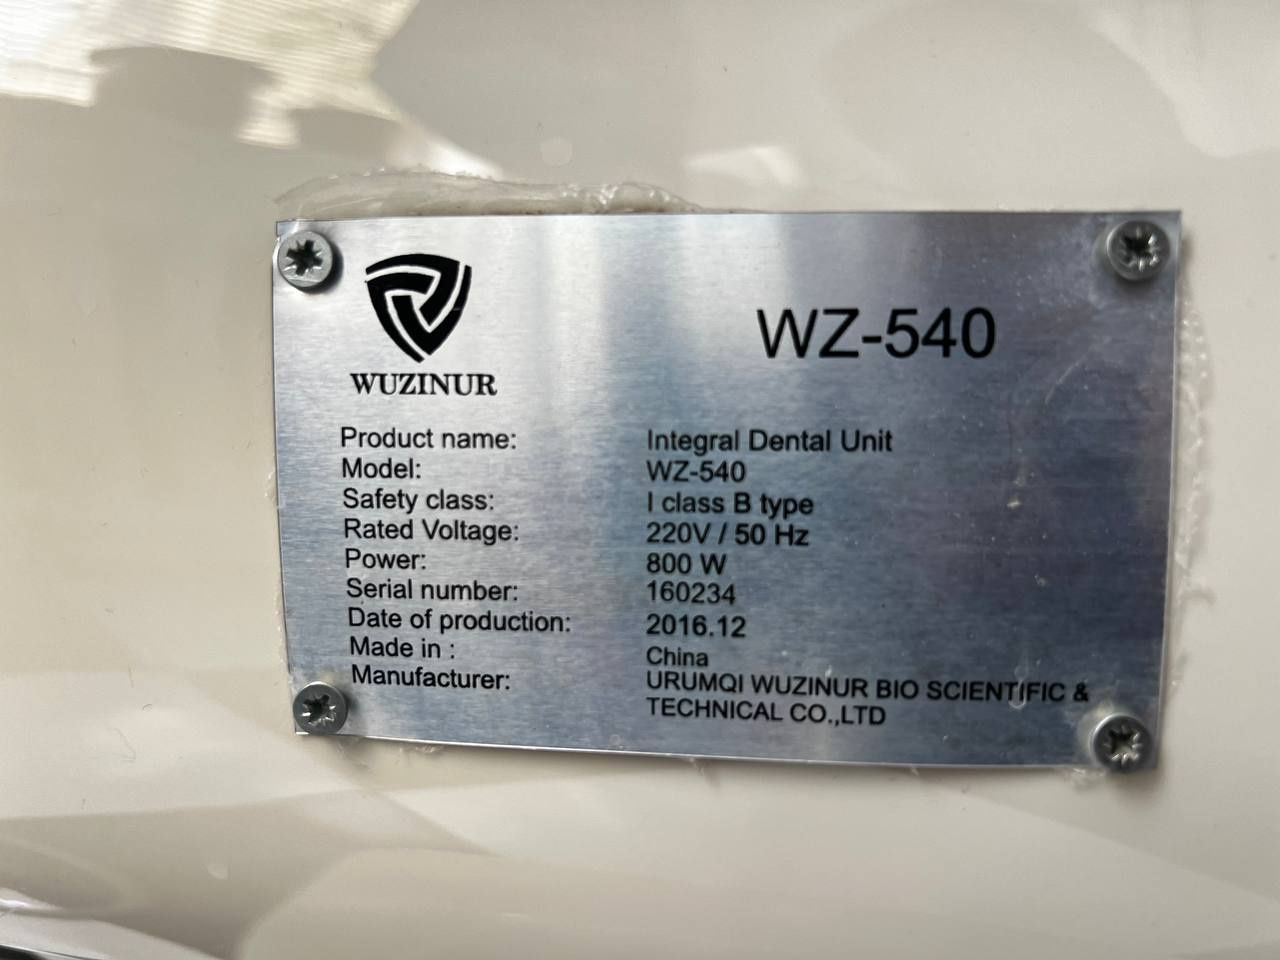 WUZINUR
WZ-540
Product name: Integral Dental Unit
Model: WZ-540
Safety class: I class B type
Rated Voltage: 220V / 50 Hz
Power: 800 W
Serial number: 160234
Date of production: 2016.12
Made in : China
Manufacturer: URUMQI WUZINUR BIO SCIENTIFIC &
TECHNICAL CO.,LTD